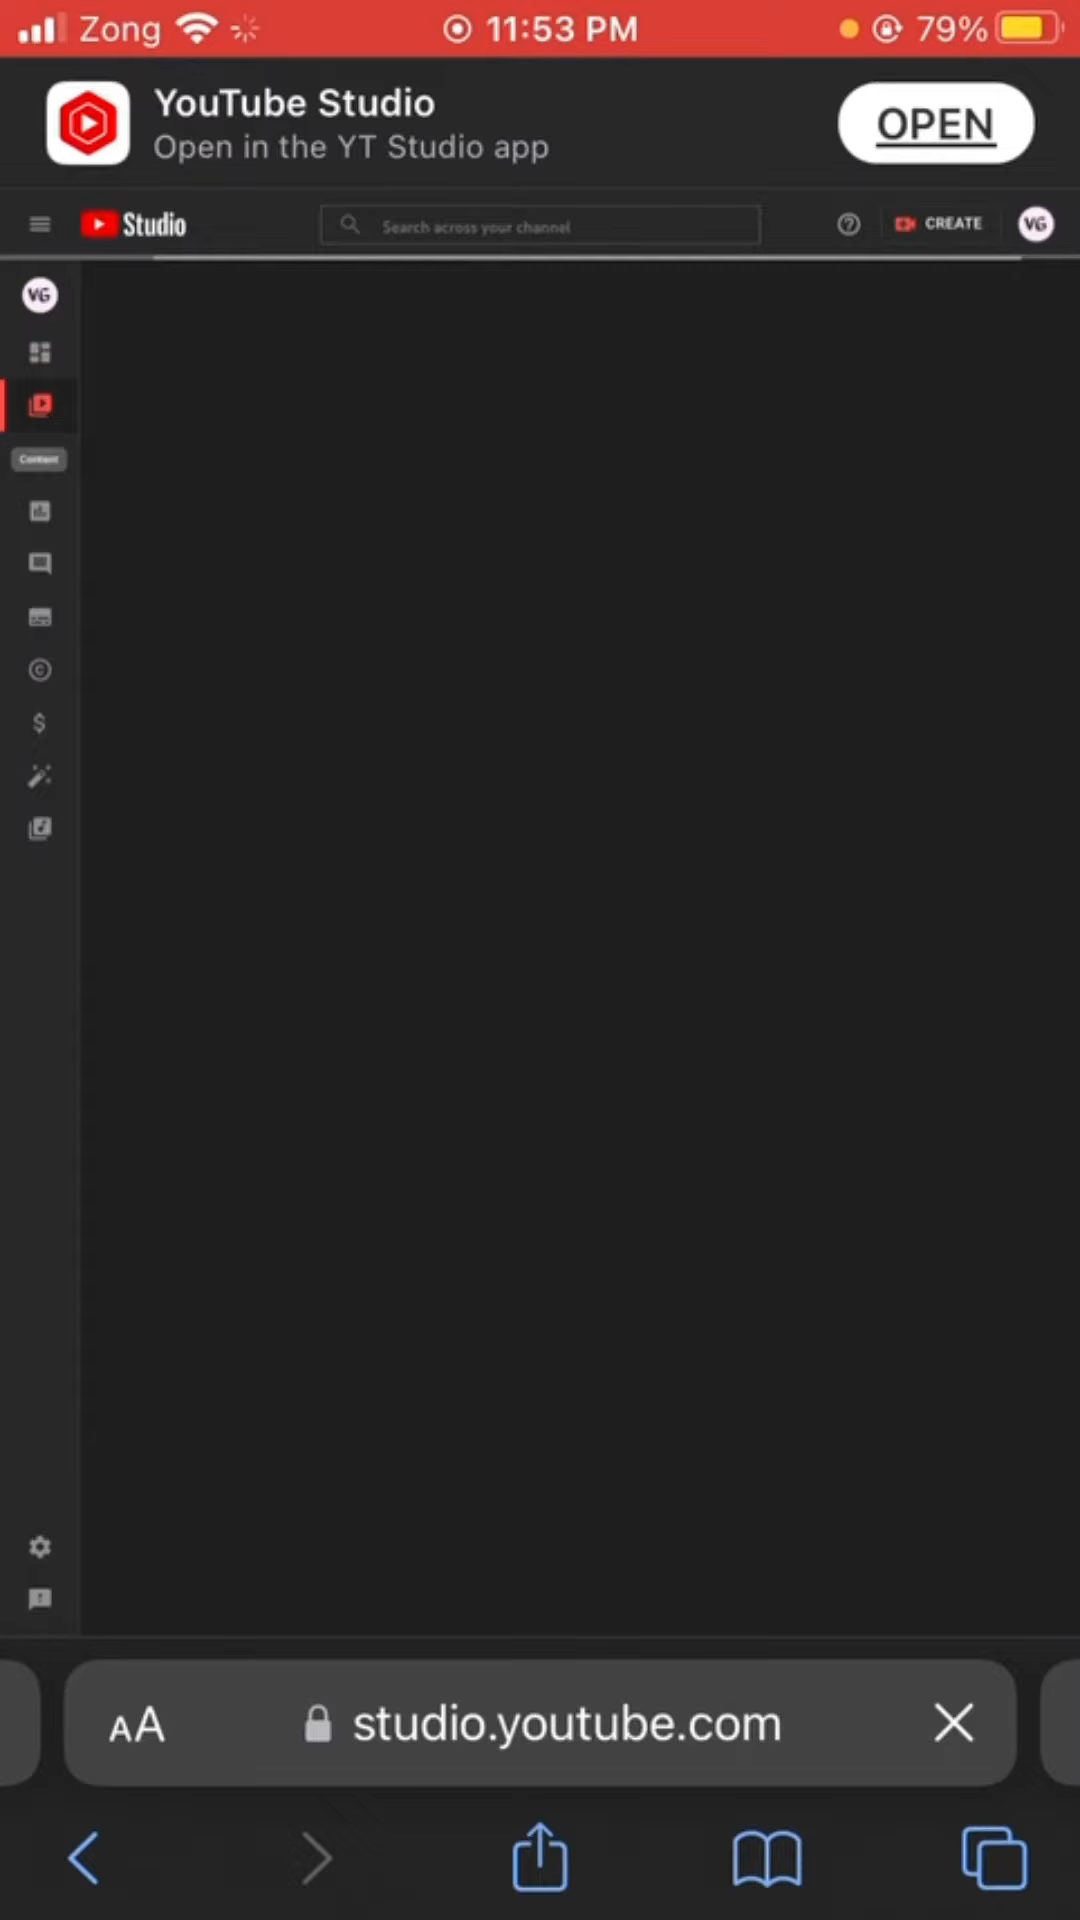 Zong 11:53 PM 79%
YouTube Studio
Open in the YT Studio app
OPEN
Studio
Search across your channel
CREATE
VG
VG
Content
AA studio.youtube.com